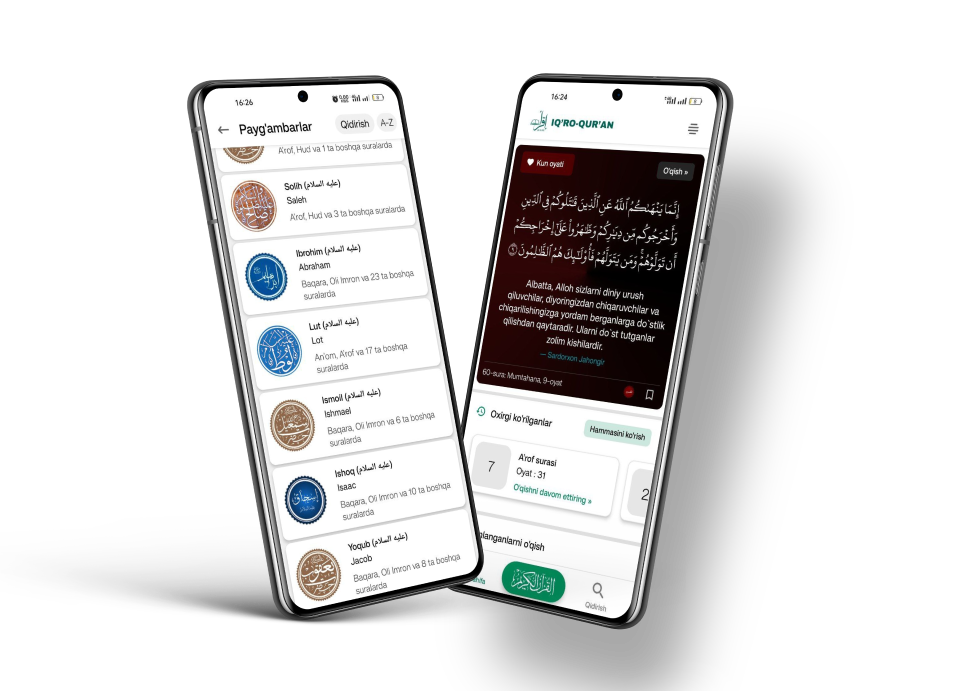 16:26
Payg'ambarlar
Qidirish
A-Z
A'rof, Hud va 1 ta boshqa suralarda
Solih (عليه السلام)
Saleh
A'rof, Hud va 3 ta boshqa suralarda
Ibrohim (عليه السلام)
Abraham
Baqara, Oli Imron va 23 ta boshqa
suralarda
Lut (عليه السلام)
Lot
An'om, A'rof va 17 ta boshqa
suralarda
Ismoil (عليه السلام)
Ishmael
Baqara, Oli Imron va 6 ta boshqa
suralarda
Ishoq (عليه السلام)
Isaac
Baqara, Oli Imron va 10 ta boshqa
suralarda
Yoqub (عليه السلام)
Jacob
Baqara, Oli Imron va 8 ta boshqa
suralarda
16:24
IQ'RO-QUR'AN
Kun oyati
O'qish »
إِنَّمَا يَنْهَىٰكُمُ ٱللَّهُ عَنِ ٱلَّذِينَ قَٰتَلُوكُمْ فِى ٱلدِّينِ
وَأَخْرَجُوكُم مِّن دِيَٰرِكُمْ وَظَٰهَرُوا۟ عَلَىٰٓ إِخْرَاجِكُمْ
أَن تَوَلَّوْهُمْ وَمَن يَتَوَلَّهُمْ فَأُو۟لَٰٓئِكَ هُمُ ٱلظَّٰلِمُونَ ٩
Albatta, Alloh sizlarni diniy urush
qiluvchilar, diyoringizdan chiqaruvchilar va
chiqarilishingizga yordam berganlarga do`stlik
qilishdan qaytaradir. Ularni do`st tutganlar
zolim kishilardir.
— Sardorxon Jahongir
60-sura: Mumtahana, 9-oyat
Oxirgi ko'rilganlar
Hammasini ko'rish
7
A'rof surasi
Oyat : 31
O'qishni davom ettiring »
2
planganlarni o'qish
hifa
القرآن الكريم
Qidirish